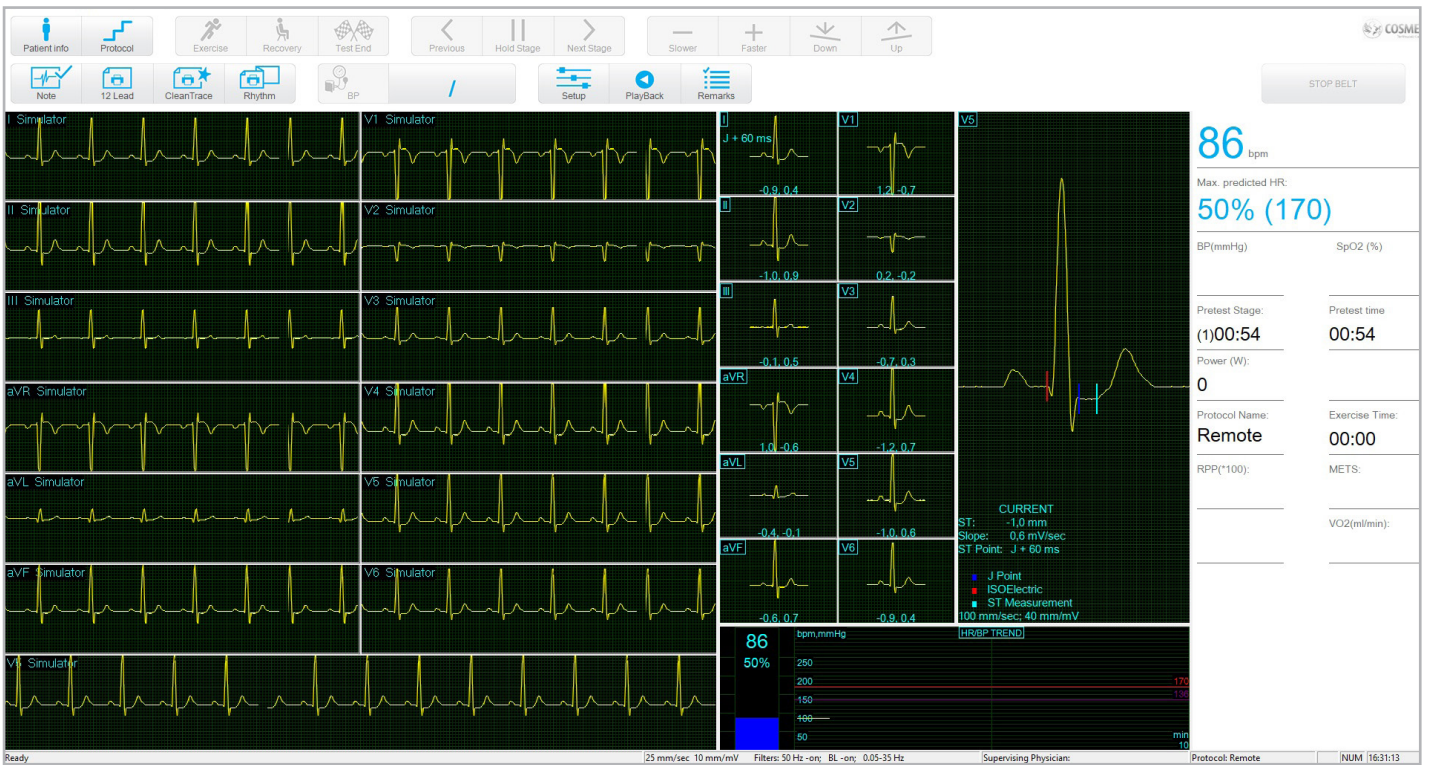 Patient info
Protocol
Exercise
Recovery
Test End
Previous
Hold Stage
Next Stage
Slower
Faster
Down
Up
COSME
Note
12 Lead
CleanTrace
Rhythm
BP
/
Setup
PlayBack
Remarks
STOP BELT
I Simulator
V1 Simulator
II Simulator
V2 Simulator
III Simulator
V3 Simulator
aVR Simulator
V4 Simulator
aVL Simulator
V5 Simulator
aVF Simulator
V6 Simulator
V5 Simulator
I
J + 60 ms
-0.9, 0.4
V1
1.2, -0.7
II
-1.0, 0.9
V2
0.2, -0.2
III
-0.1, 0.5
V3
-0.7, 0.3
aVR
1.0, -0.6
V4
-1.2, 0.7
aVL
-0.4, -0.1
V5
-1.0, 0.6
aVF
-0.6, 0.7
V6
-0.9, 0.4
V5
CURRENT
ST: -1,0 mm
Slope: 0,6 mV/sec
ST Point: J + 60 ms
J Point
ISOElectric
ST Measurement
100 mm/sec; 40 mm/mV
86
50%
bpm,mmHg
HR/BP TREND
250
200
170
136
150
100
50
min
10
86 bpm
Max. predicted HR:
50% (170)
BP(mmHg)
SpO2 (%)
Pretest Stage:
Pretest time
(1)00:54
00:54
Power (W):
0
Protocol Name:
Exercise Time:
Remote
00:00
RPP(*100):
METS:
VO2(ml/min):
Ready
25 mm/sec 10 mm/mV
Filters: 50 Hz -on; BL -on; 0.05-35 Hz
Supervising Physician:
Protocol: Remote
NUM
16:31:13